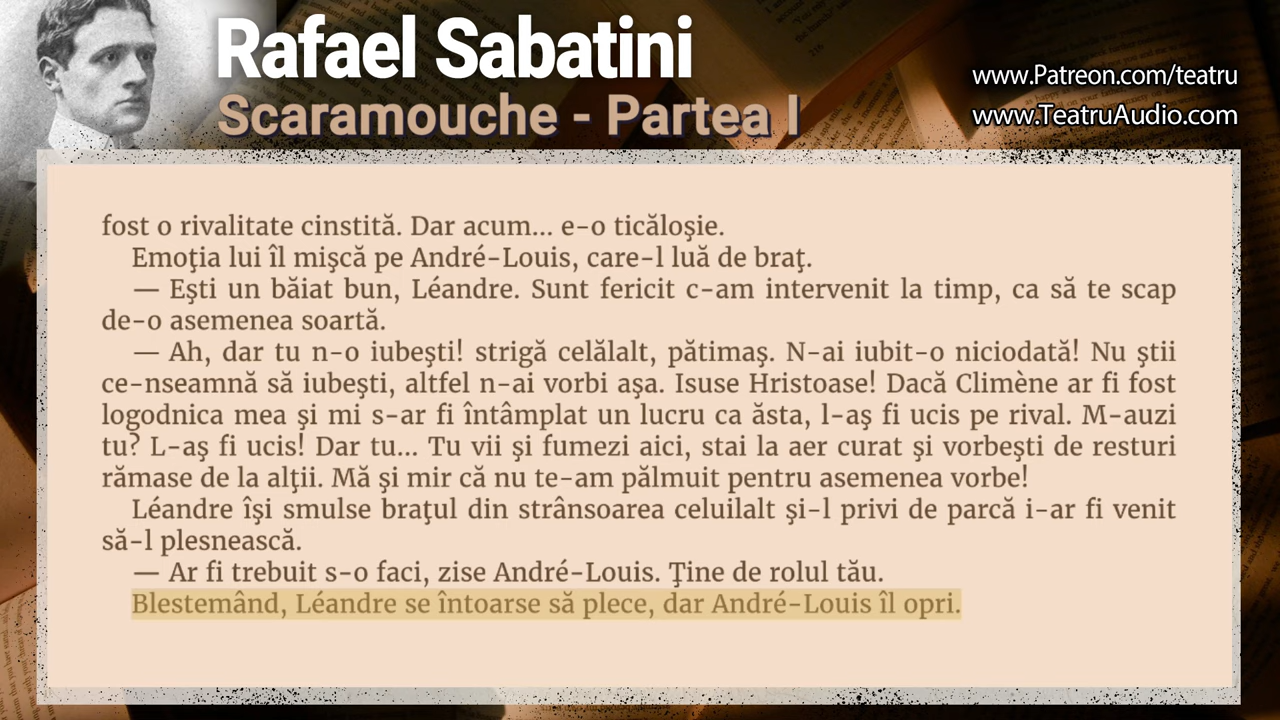 Rafael Sabatini
Scaramouche - Partea I
www.Patreon.com/teatru
www.TeatruAudio.com
fost o rivalitate cinstită. Dar acum... e-o ticăloşie.
Emoţia lui îl mişcă pe André-Louis, care-l luă de braţ.
— Eşti un băiat bun, Léandre. Sunt fericit c-am intervenit la timp, ca să te scap
de-o asemenea soartă.
— Ah, dar tu n-o iubeşti! strigă celălalt, pătimaş. N-ai iubit-o niciodată! Nu ştii
ce-nseamnă să iubeşti, altfel n-ai vorbi aşa. Isuse Hristoase! Dacă Climène ar fi fost
logodnica mea şi mi s-ar fi întâmplat un lucru ca ăsta, l-aş fi ucis pe rival. M-auzi
tu? L-aş fi ucis! Dar tu... Tu vii şi fumezi aici, stai la aer curat şi vorbeşti de resturi
rămase de la alţii. Mă şi mir că nu te-am pălmuit pentru asemenea vorbe!
Léandre îşi smulse braţul din strânsoarea celuilalt şi-l privi de parcă i-ar fi venit
să-l plesnească.
— Ar fi trebuit s-o faci, zise André-Louis. Ţine de rolul tău.
Blestemând, Léandre se întoarse să plece, dar André-Louis îl opri.